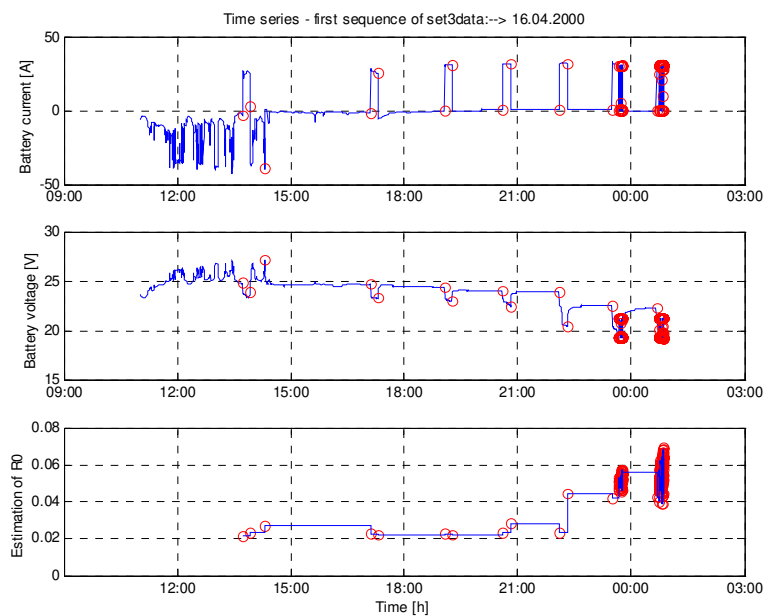 Time series - first sequence of set3data:--> 16.04.2000
Battery current [A]
50
0
-50
09:00 12:00 15:00 18:00 21:00 00:00 03:00
Battery voltage [V]
30
25
20
15
09:00 12:00 15:00 18:00 21:00 00:00 03:00
Estimation of R0
0.08
0.06
0.04
0.02
0
12:00 15:00 18:00 21:00 00:00 03:00
Time [h]